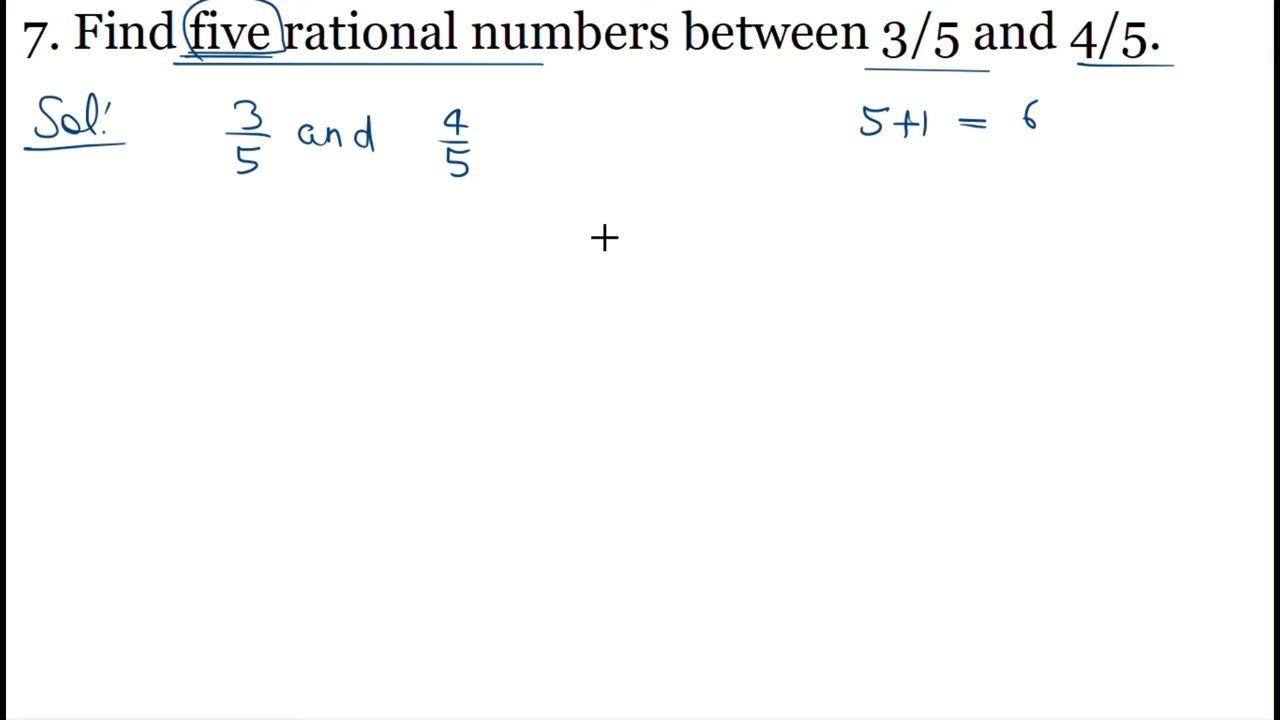 7. Find five rational numbers between 3/5 and 4/5.
Sol: 3/5 and 4/5 5+1 = 6